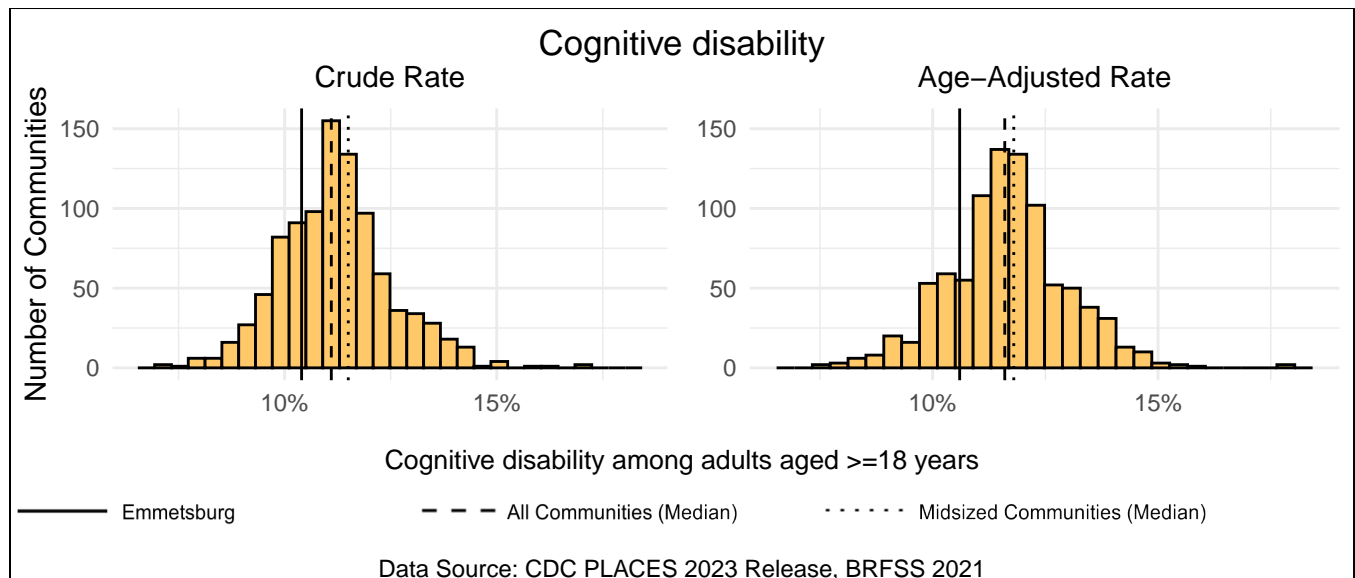 Cognitive disability
Crude Rate
Age−Adjusted Rate
Number of Communities
150
100
50
0
10%
15%
150
100
50
0
10%
15%
Cognitive disability among adults aged >=18 years
Emmetsburg
All Communities (Median)
Midsized Communities (Median)
Data Source: CDC PLACES 2023 Release, BRFSS 2021